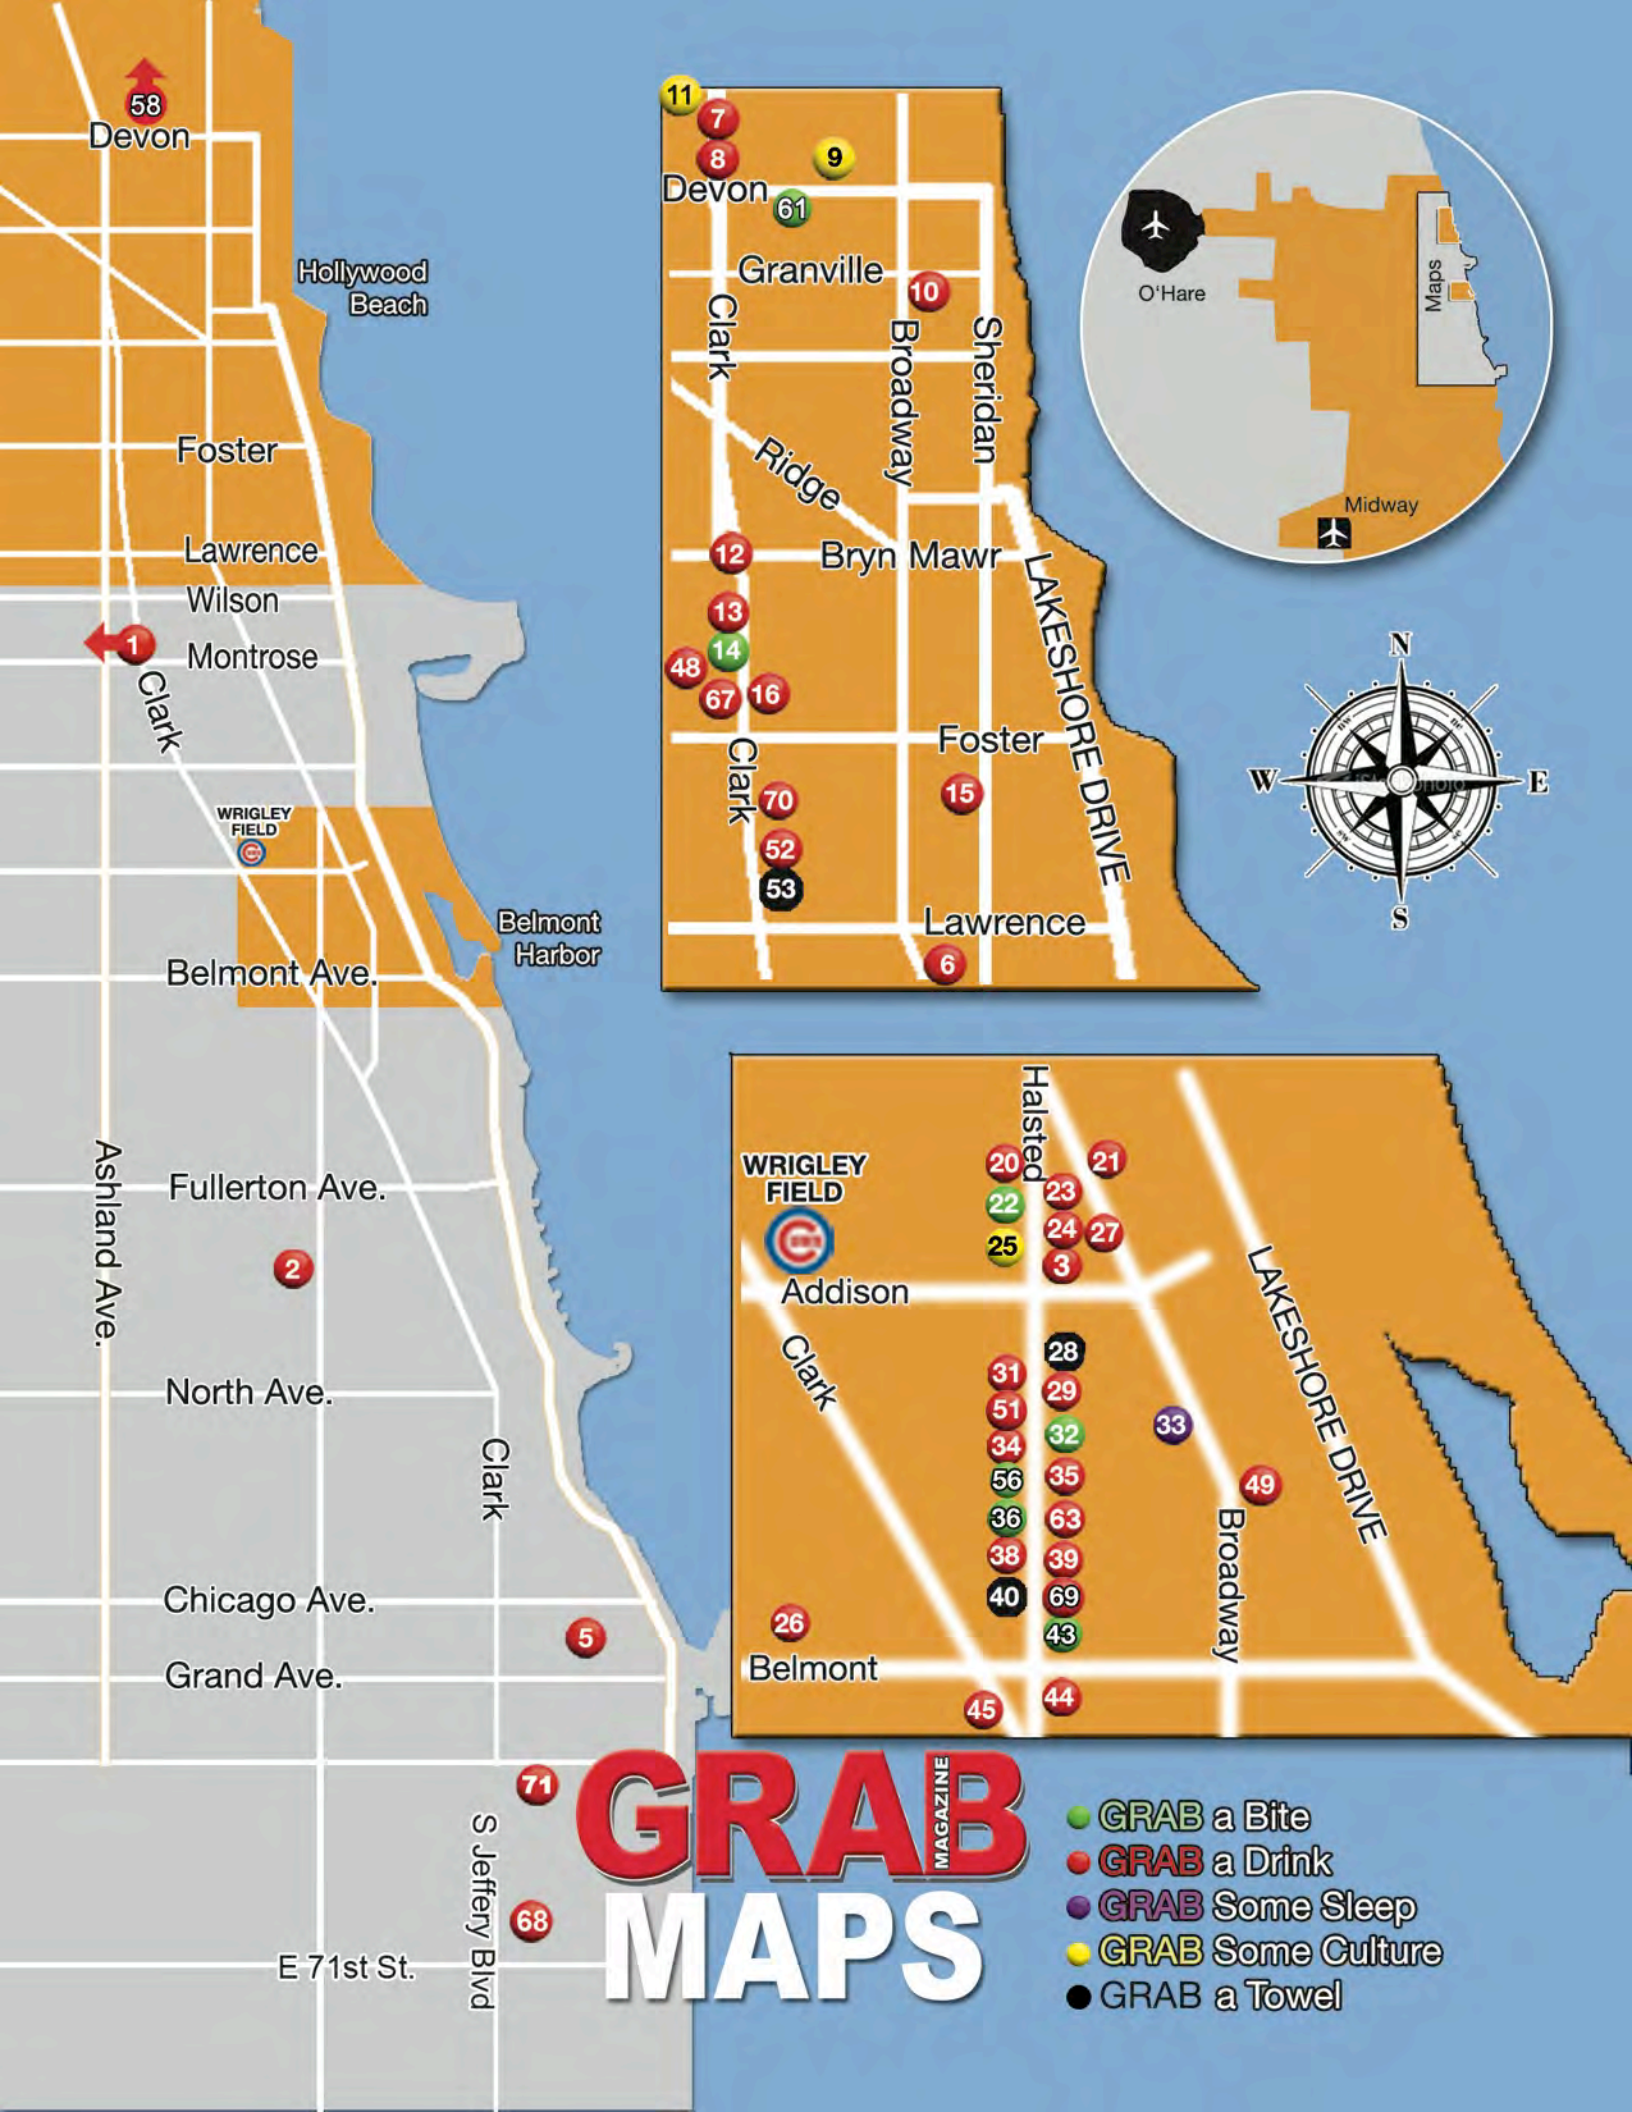 58
Devon
Hollywood
Beach
Foster
Lawrence
Wilson
1
Montrose
Clark
WRIGLEY
FIELD
Belmont
Harbor
Belmont Ave.
Ashland Ave.
Fullerton Ave.
2
North Ave.
Clark
Chicago Ave.
5
Grand Ave.
71
S Jeffery Blvd
68
E 71st St.
11
7
8
9
Devon
61
Granville
10
Clark
Broadway
Sheridan
Ridge
12
Bryn Mawr
LAKESHORE DRIVE
13
14
48
67
16
Foster
Clark
70
15
52
53
Lawrence
6
O'Hare
Maps
Midway
N
nw
ne
W
E
sw
se
S
Halsted
WRIGLEY
FIELD
20
21
22
23
24
27
25
3
Addison
Clark
LAKESHORE DRIVE
28
31
29
51
32
33
34
35
49
56
36
63
Broadway
38
39
40
69
26
43
Belmont
45
44
GRAB
MAGAZINE
MAPS
GRAB a Bite
GRAB a Drink
GRAB Some Sleep
GRAB Some Culture
GRAB a Towel